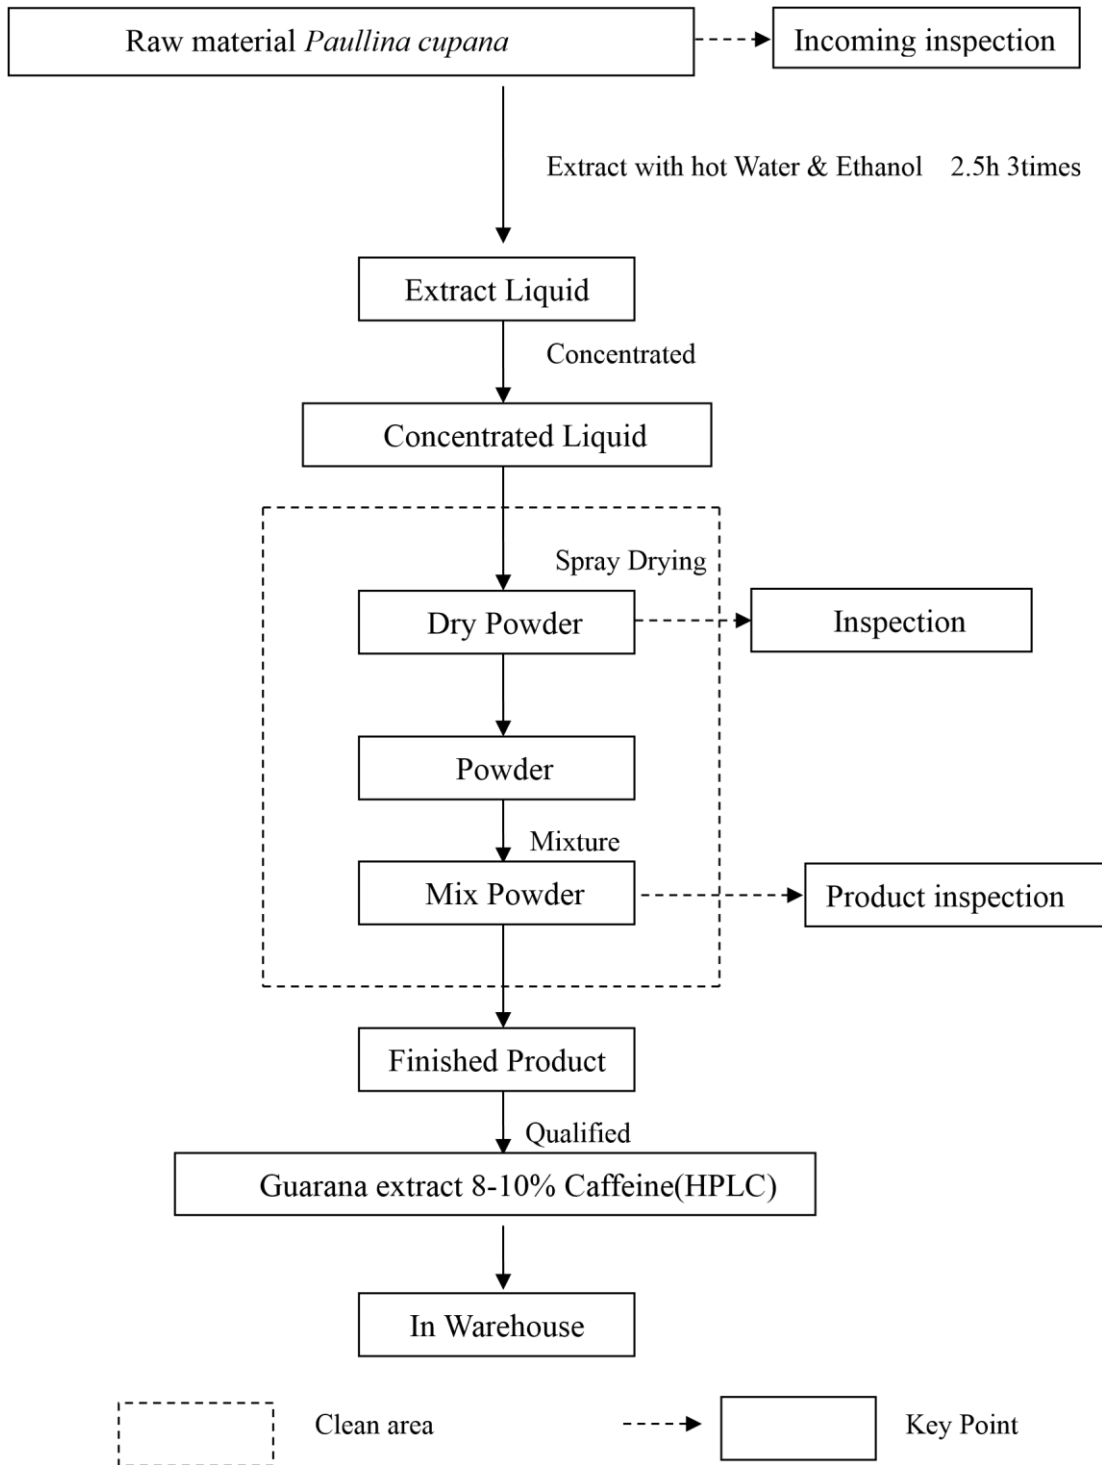 Raw material Paullina cupana
Incoming inspection
Extract with hot Water & Ethanol 2.5h 3times
Extract Liquid
Concentrated
Concentrated Liquid
Spray Drying
Dry Powder
Inspection
Powder
Mixture
Mix Powder
Product inspection
Finished Product
Qualified
Guarana extract 8-10% Caffeine(HPLC)
In Warehouse
Clean area
Key Point